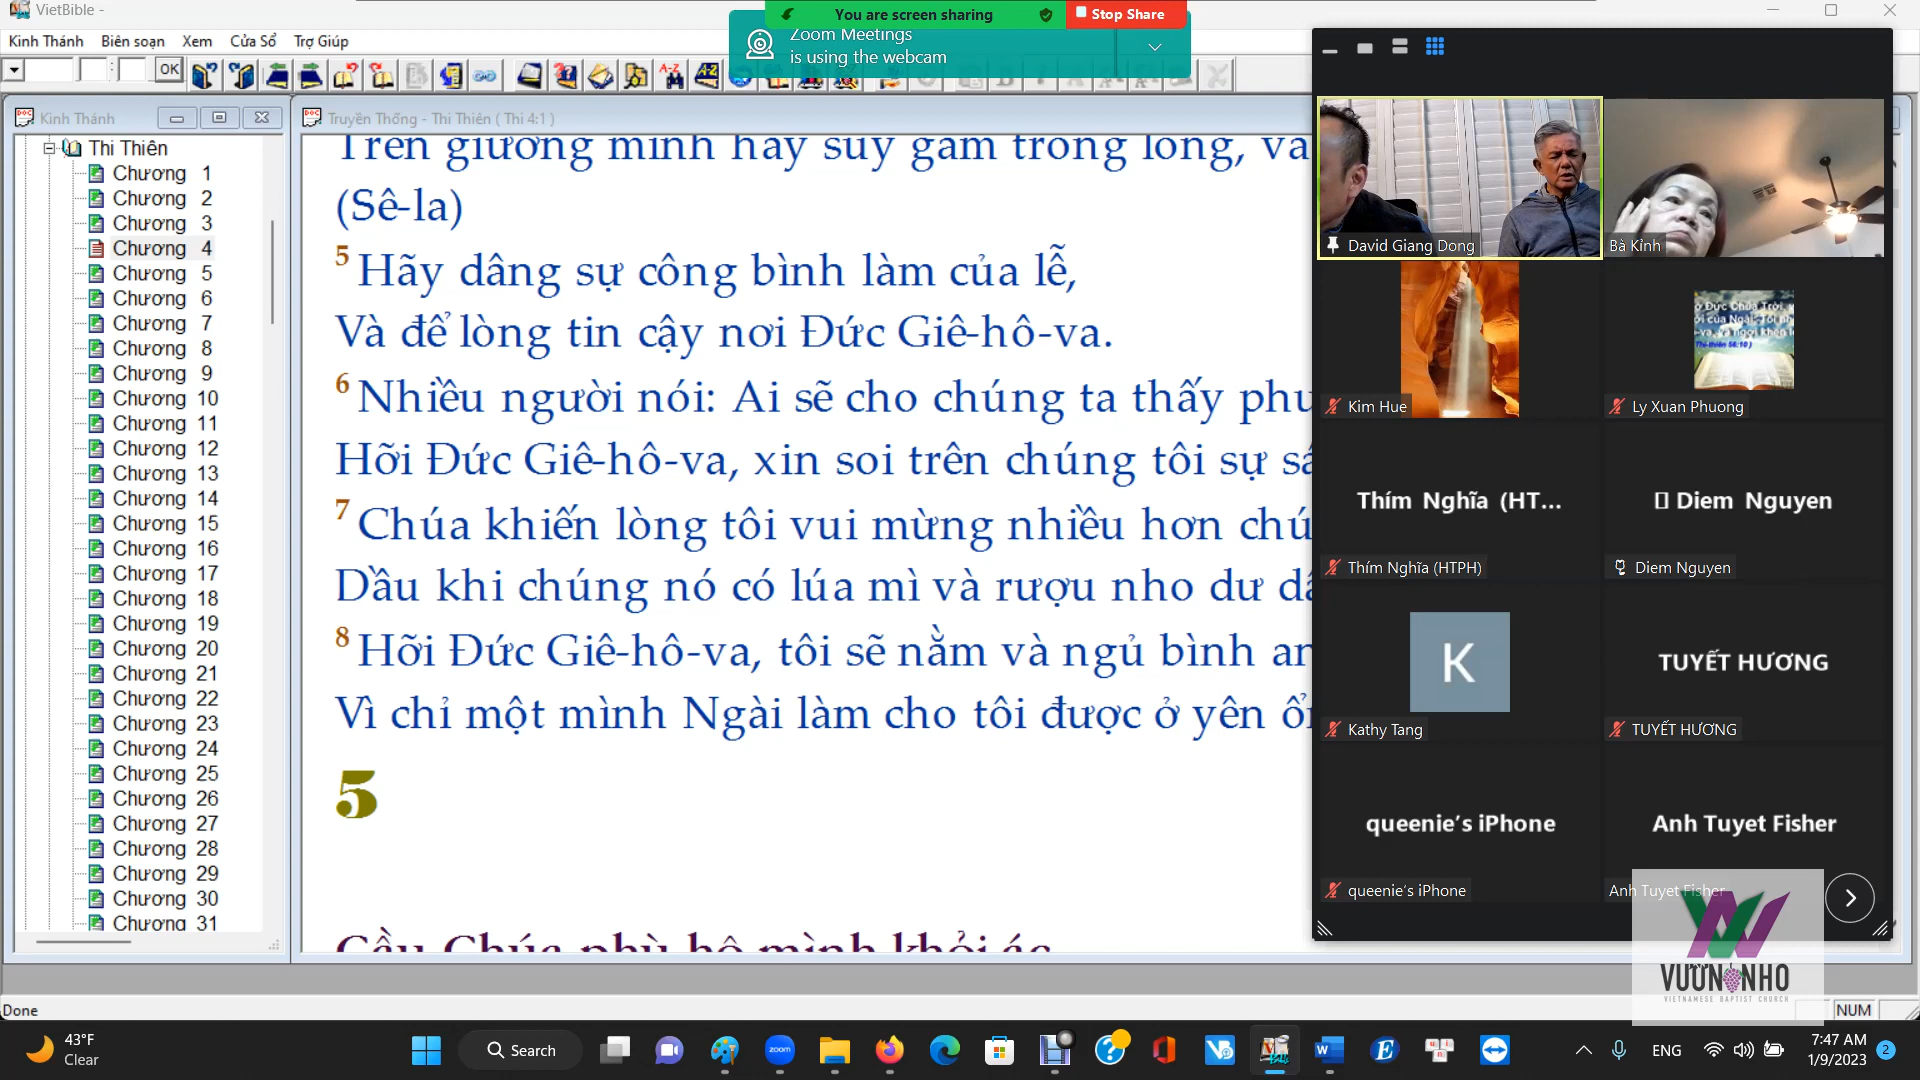 VietBible -
You are screen sharing
Stop Share
Zoom Meetings
is using the webcam
Kinh Thánh Biên soạn Xem Cửa Sổ Trợ Giúp
OK
Kinh Thánh
Truyền Thống - Thi Thiên ( Thi 4:1 )
Thi Thiên
Chương 1
Chương 2
Chương 3
Chương 4
Chương 5
Chương 6
Chương 7
Chương 8
Chương 9
Chương 10
Chương 11
Chương 12
Chương 13
Chương 14
Chương 15
Chương 16
Chương 17
Chương 18
Chương 19
Chương 20
Chương 21
Chương 22
Chương 23
Chương 24
Chương 25
Chương 26
Chương 27
Chương 28
Chương 29
Chương 30
Chương 31
Trên giường mình hãy suy gẫm trong lòng, và
(Sê-la)
5 Hãy dâng sự công bình làm của lễ,
Và để lòng tin cậy nơi Đức Giê-hô-va.
6 Nhiều người nói: Ai sẽ cho chúng ta thấy
Hỡi Đức Giê-hô-va, xin soi trên chúng tôi sự
7 Chúa khiến lòng tôi vui mừng nhiều hơn
Dầu khi chúng nó có lúa mì và rượu nho dư
8 Hỡi Đức Giê-hô-va, tôi sẽ nằm và ngủ bình
Vì chỉ một mình Ngài làm cho tôi được ở yên
5
Cầu Chúa phù hộ mình khỏi ác
David Giang Dong
Bà Kỉnh
Kim Hue
Ly Xuan Phuong
Thím Nghĩa (HT...
Thím Nghĩa (HTPH)
Diem Nguyen
Diem Nguyen
K
Kathy Tang
TUYẾT HƯƠNG
TUYẾT HƯƠNG
queenie's iPhone
queenie's iPhone
Anh Tuyet Fisher
Anh Tuyet Fisher
VƯỜN NHO
VIETNAMESE BAPTIST CHURCH
Done
NUM
43°F
Clear
Search
zoom
ENG
7:47 AM
1/9/2023
2